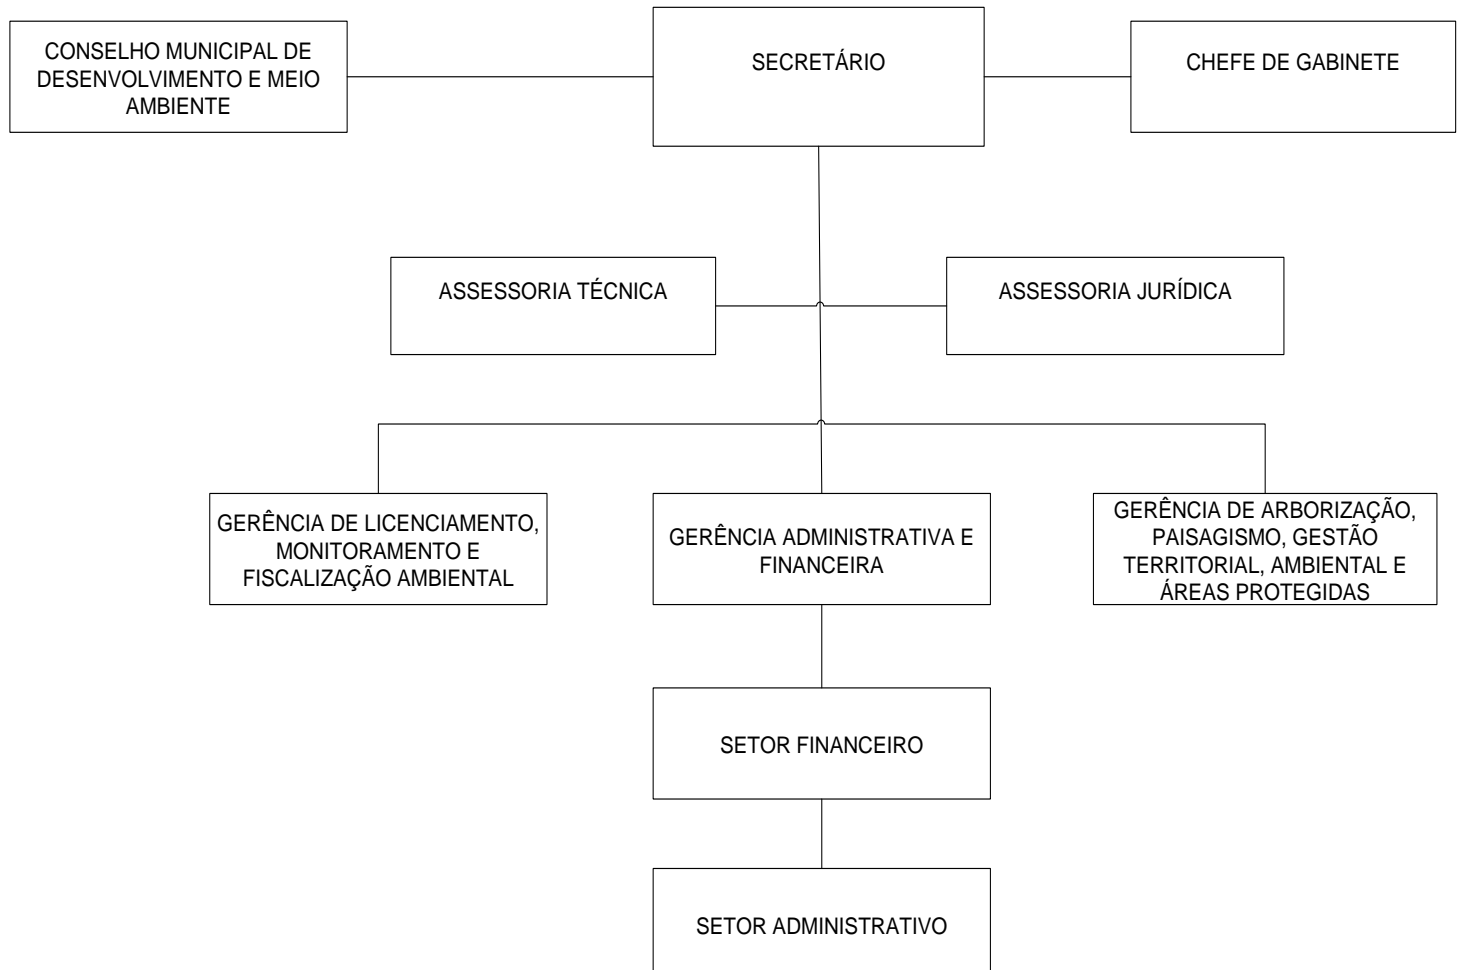 CONSELHO MUNICIPAL DE
DESENVOLVIMENTO E MEIO
AMBIENTE
SECRETÁRIO
CHEFE DE GABINETE
ASSESSORIA TÉCNICA
ASSESSORIA JURÍDICA
GERÊNCIA DE LICENCIAMENTO,
MONITORAMENTO E
FISCALIZAÇÃO AMBIENTAL
GERÊNCIA ADMINISTRATIVA E
FINANCEIRA
GERÊNCIA DE ARBORIZAÇÃO,
PAISAGISMO, GESTÃO
TERRITORIAL, AMBIENTAL E
ÁREAS PROTEGIDAS
SETOR FINANCEIRO
SETOR ADMINISTRATIVO